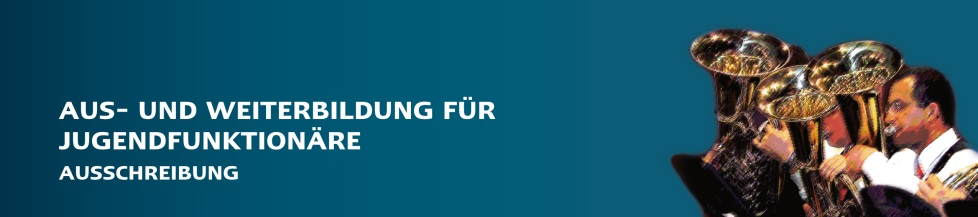 AUS- UND WEITERBILDUNG FÜR
JUGENDFUNKTIONÄRE
AUSSCHREIBUNG